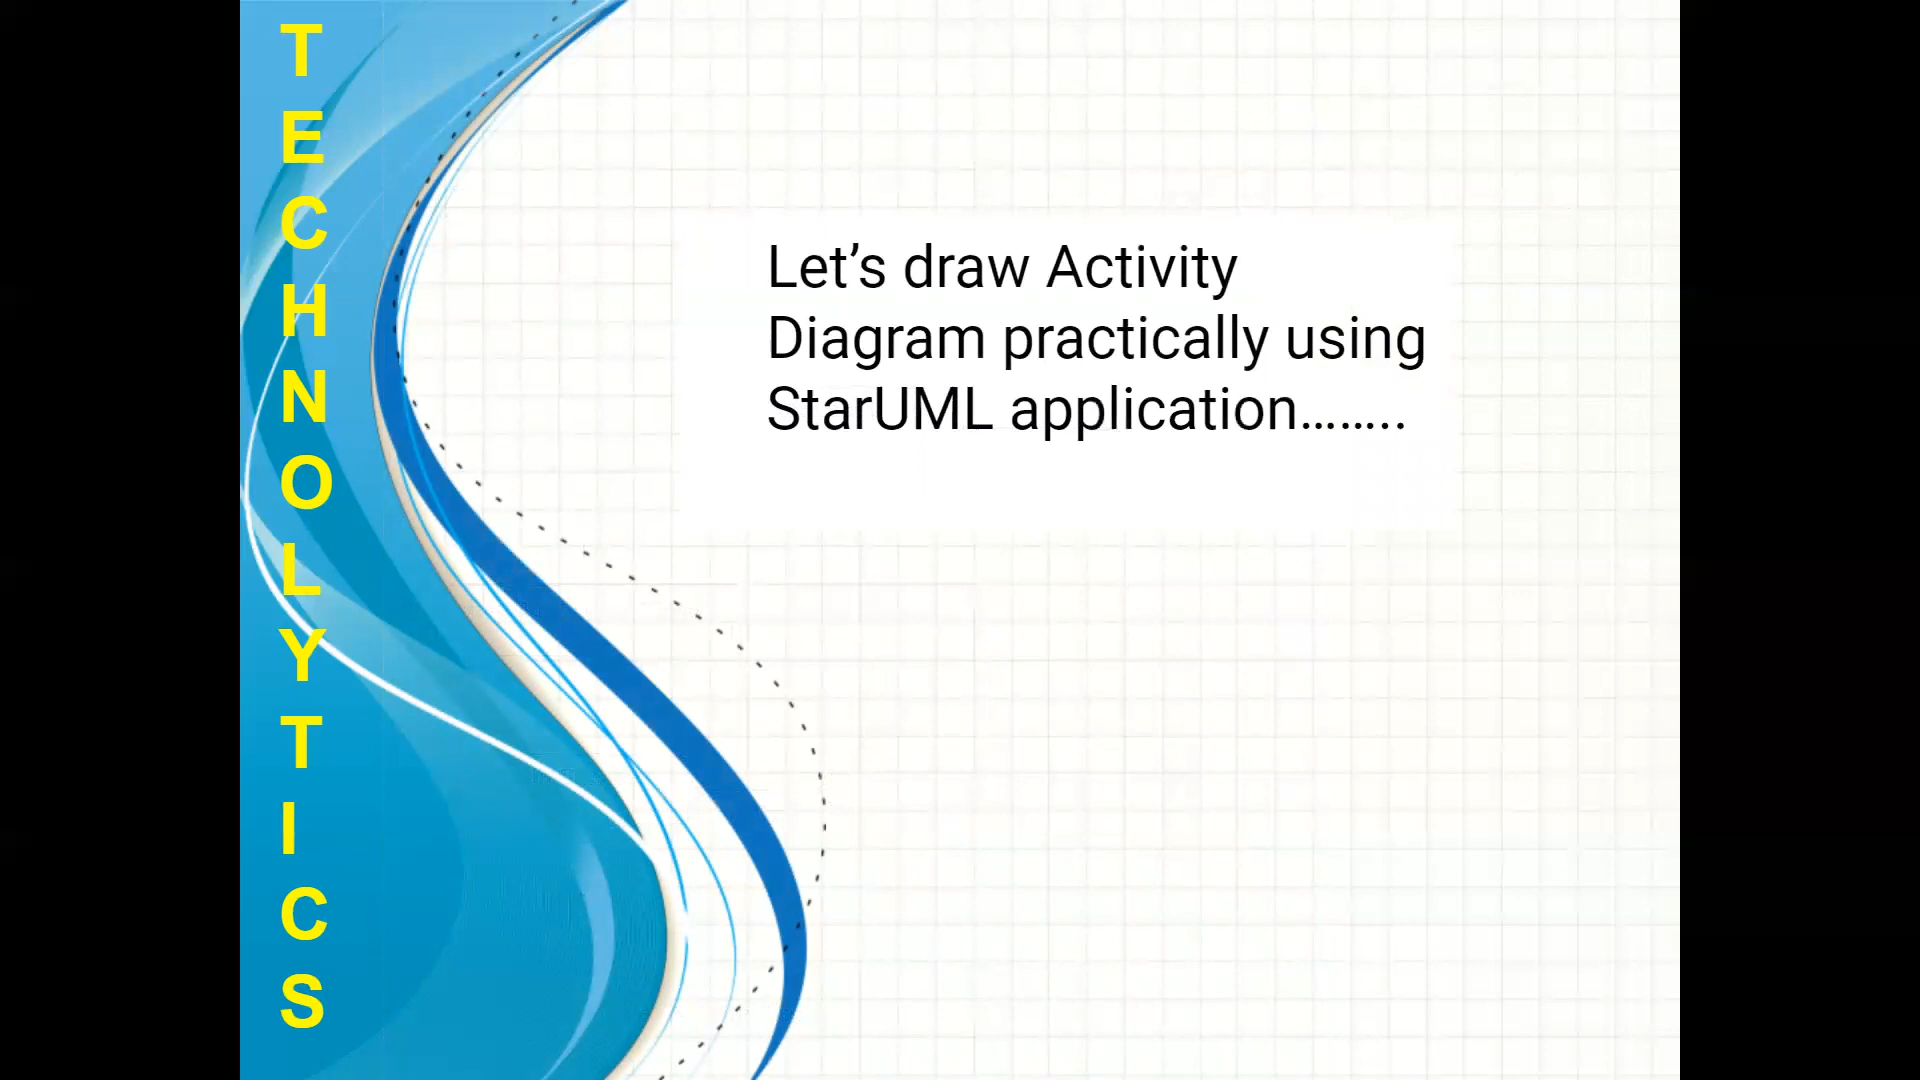 TECHNOLYTICS
Let’s draw Activity
Diagram practically using
StarUML application……..